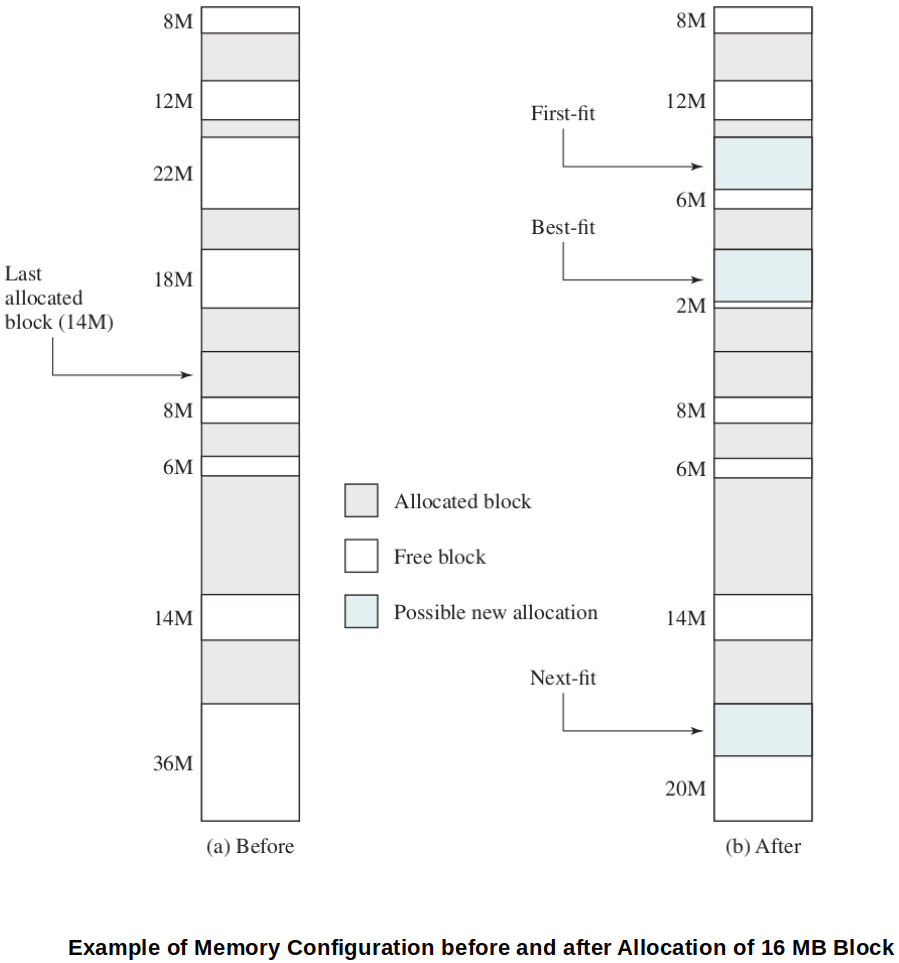 8M
12M
22M
18M
Last
allocated
block (14M)
8M
6M
14M
36M
(a) Before
Allocated block
Free block
Possible new allocation
8M
12M
First-fit
6M
Best-fit
2M
8M
6M
14M
Next-fit
20M
(b) After
Example of Memory Configuration before and after Allocation of 16 MB Block